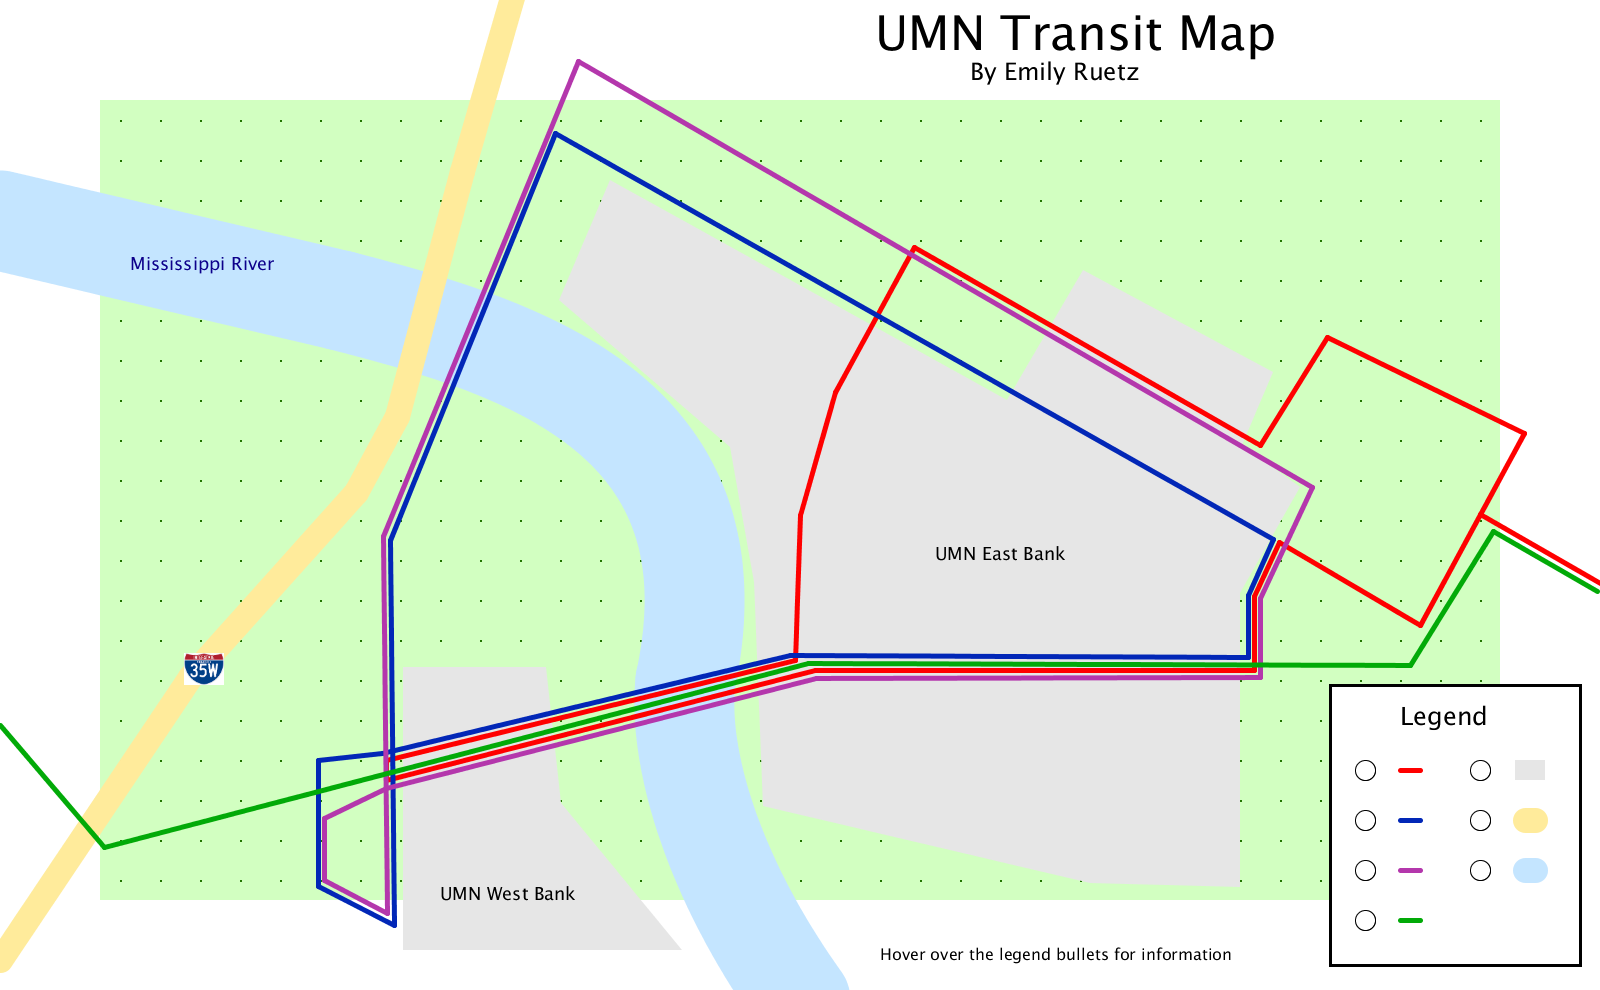 UMN Transit Map
By Emily Ruetz
Mississippi River
UMN East Bank
35W
Legend
UMN West Bank
Hover over the legend bullets for information